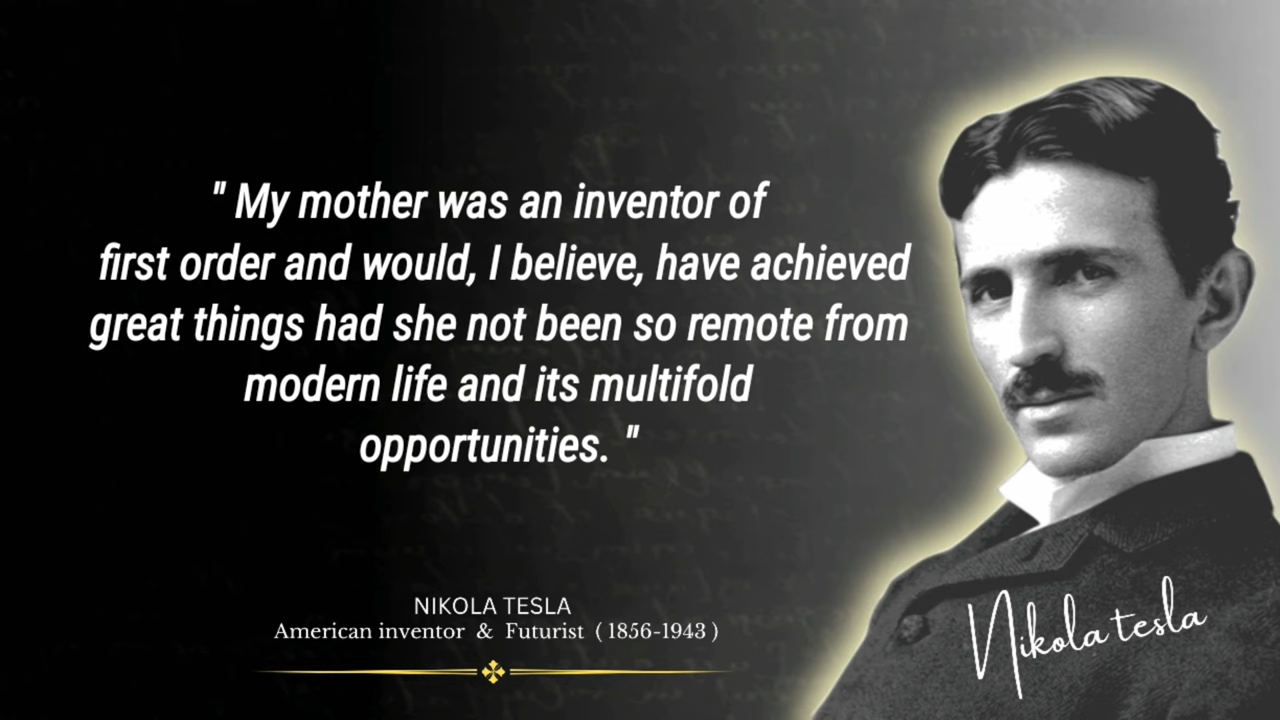 " My mother was an inventor of
first order and would, I believe, have achieved
great things had she not been so remote from
modern life and its multifold
opportunities. "
NIKOLA TESLA
American inventor & Futurist ( 1856-1943 )
Nikola tesla